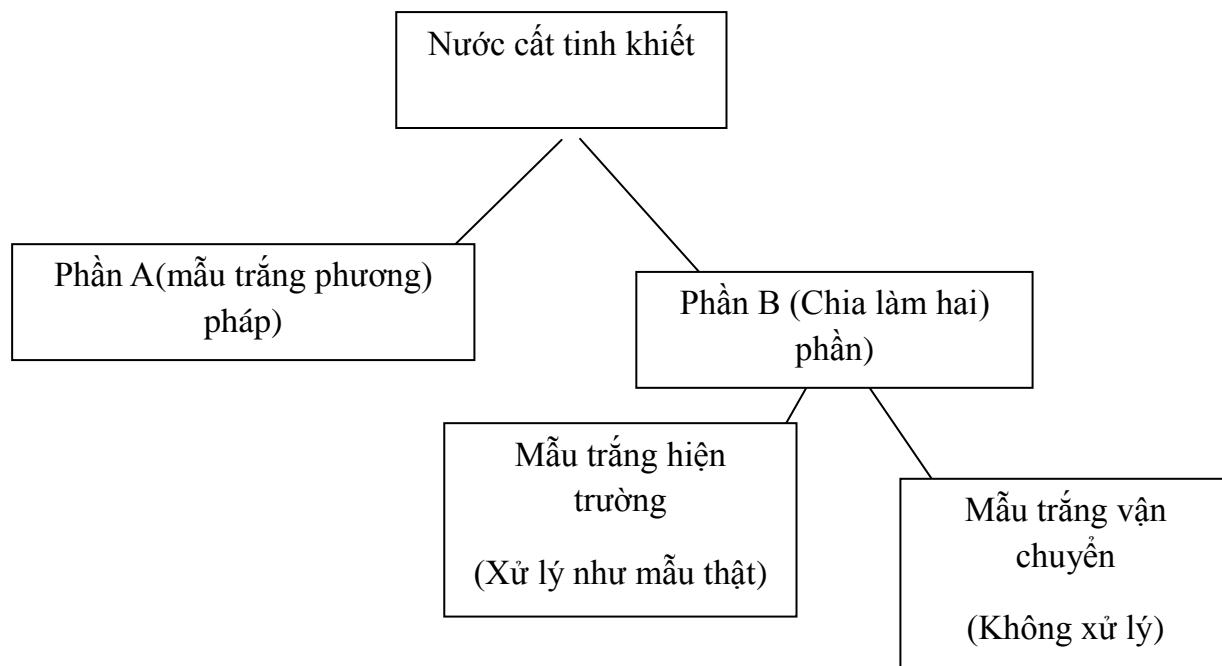 Nước cất tinh khiết
Phần A(mẫu trắng phương)
pháp)
Phần B (Chia làm hai)
phần)
Mẫu trắng hiện
trường
(Xử lý như mẫu thật)
Mẫu trắng vận
chuyển
(Không xử lý)